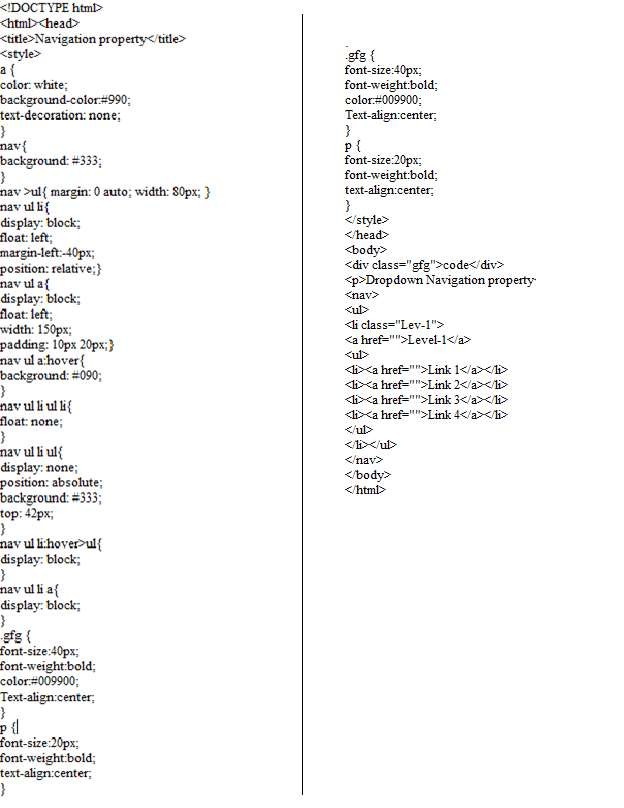 <!DOCTYPE html>
<html><head>
<title>Navigation property</title>
<style>
a {
color: white;
background-color:#990;
text-decoration: none;
}
nav{
background: #333;
}
nav >ul{ margin: 0 auto; width: 80px; }
nav ul li{
display: block;
float: left;
margin-left:-40px;
position: relative;}
nav ul a{
display: block;
float: left;
width: 150px;
padding: 10px 20px;}
nav ul a:hover{
background: #090;
}
nav ul li ul li{
float: none;
}
nav ul li ul{
display: none;
position: absolute;
background: #333;
top: 42px;
}
nav ul li:hover>ul{
display: block;
}
nav ul li a{
display: block;
}
.gfg {
font-size:40px;
font-weight:bold;
color:#009900;
Text-align:center;
}
p {
font-size:20px;
font-weight:bold;
text-align:center;
}
.gfg {
font-size:40px;
font-weight:bold;
color:#009900;
Text-align:center;
}
p {
font-size:20px;
font-weight:bold;
text-align:center;
}
</style>
</head>
<body>
<div class="gfg">code</div>
<p>Dropdown Navigation property
<nav>
<ul>
<li class="Lev-1">
<a href="">Level-1</a>
<ul>
<li><a href="">Link 1</a></li>
<li><a href="">Link 2</a></li>
<li><a href="">Link 3</a></li>
<li><a href="">Link 4</a></li>
</ul>
</li></ul>
</nav>
</body>
</html>